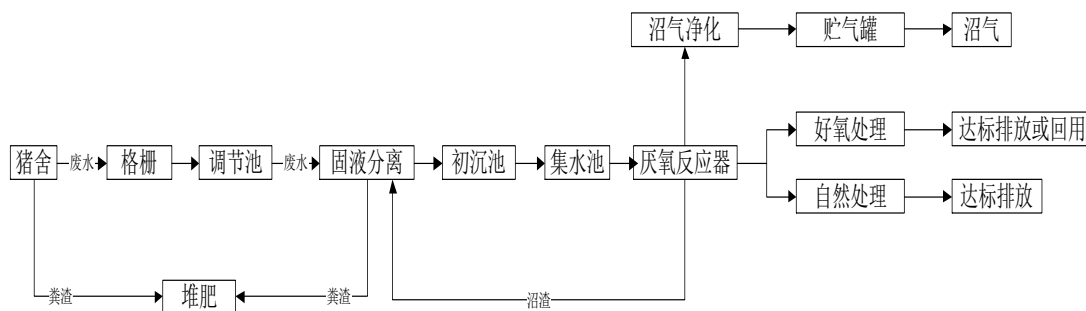 沼气净化
贮气罐
沼气
好氧处理
达标排放或回用
猪舍
废水
格栅
调节池
废水
固液分离
初沉池
集水池
厌氧反应器
自然处理
达标排放
粪渣
堆肥
粪渣
沼渣